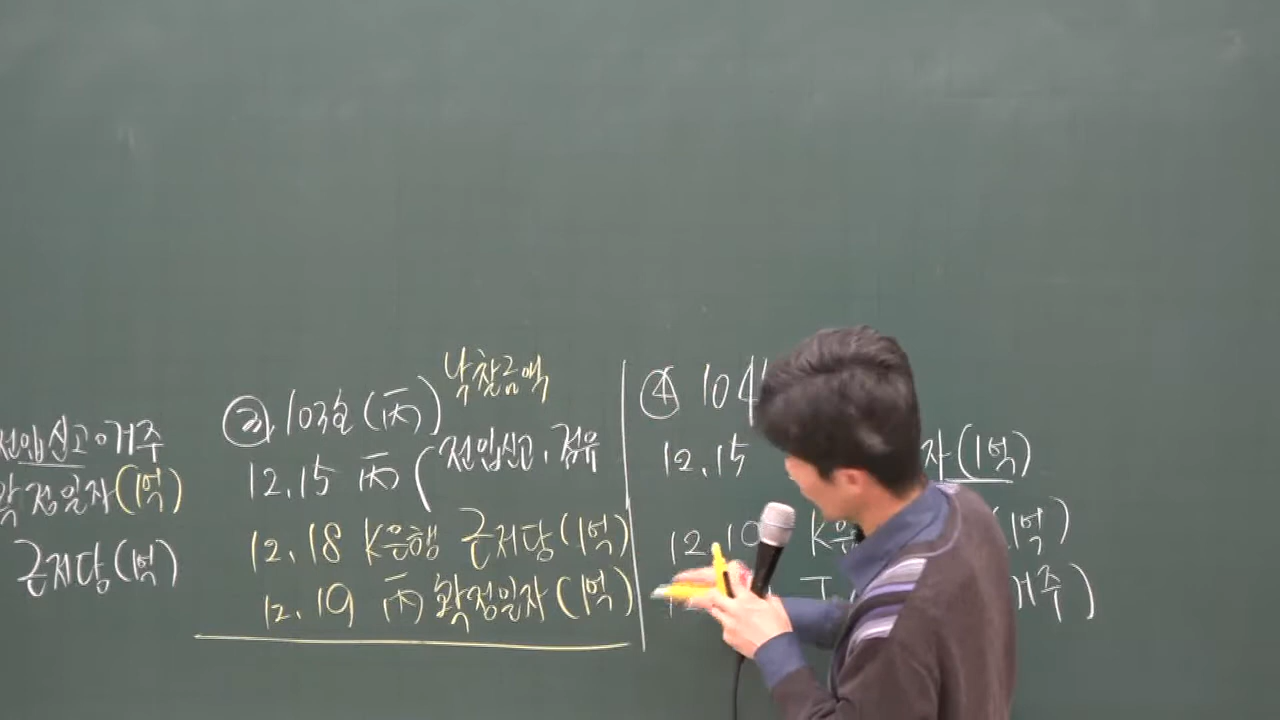 전입신고 이거주
확정일자(1억)
근저당(1억)
③ 103호(丙) 낙찰금액
12.15 丙 (전입신고, 점유
12.18 K은행 근저당(1억)
12.19 丙 확정일자(1억)
④ 104
12.15 자(1억)
12.19 K은 (1억)
거주)